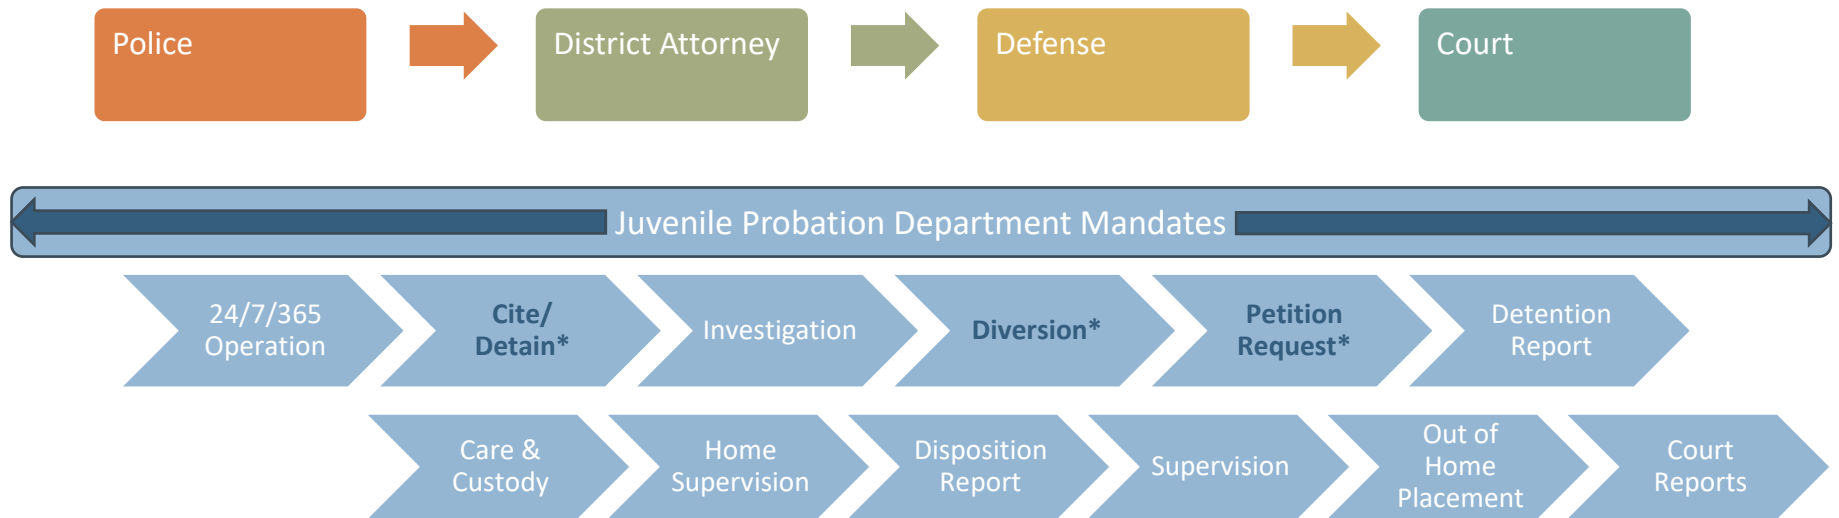 Police
District Attorney
Defense
Court
Juvenile Probation Department Mandates
24/7/365
Operation
Cite/
Detain*
Investigation
Diversion*
Petition
Request*
Detention
Report
Care &
Custody
Home
Supervision
Disposition
Report
Supervision
Out of
Home
Placement
Court
Reports